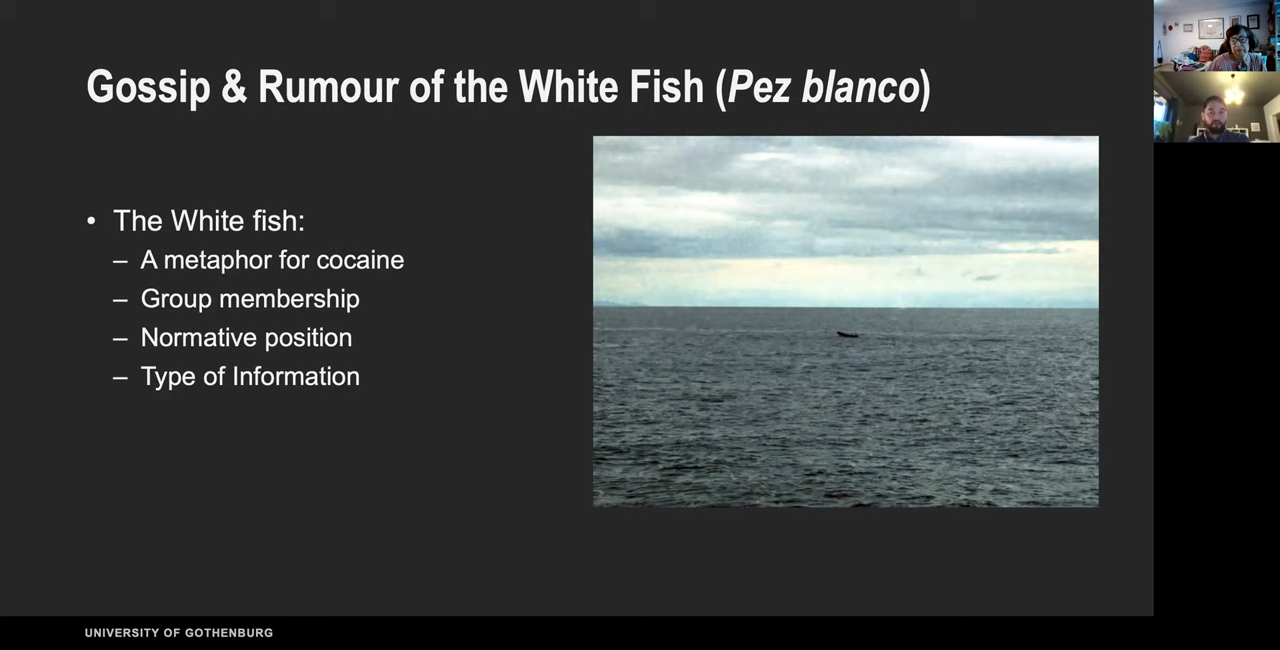 Gossip & Rumour of the White Fish (Pez blanco)
• The White fish:
– A metaphor for cocaine
– Group membership
– Normative position
– Type of Information
UNIVERSITY OF GOTHENBURG